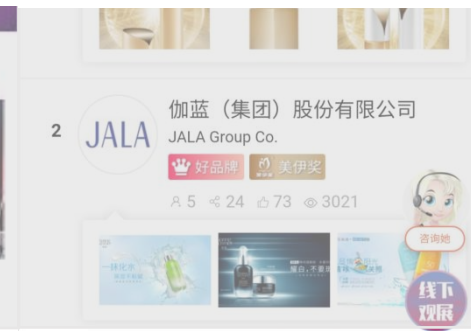 2
JALA
伽蓝（集团）股份有限公司
JALA Group Co.
好品牌 美伊奖
5 24 73 3021
咨询她
线下
观展